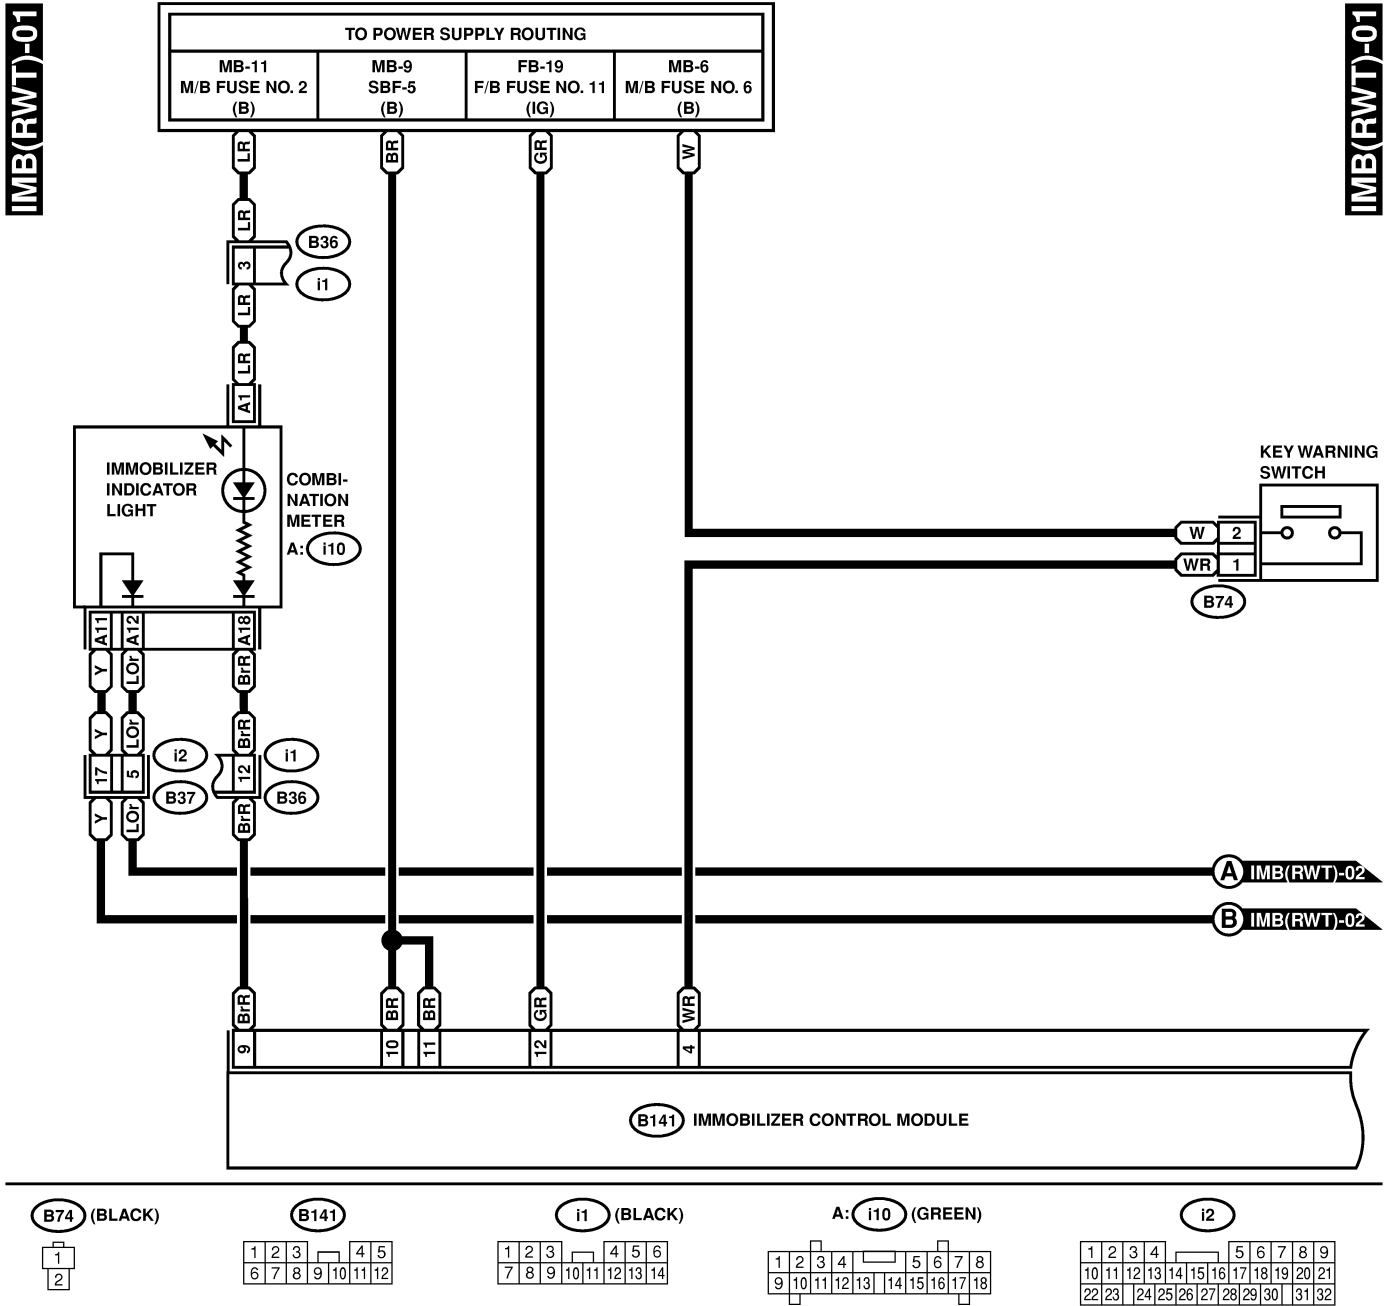 IMB(RWT)-01
IMB(RWT)-01
TO POWER SUPPLY ROUTING
MB-11
M/B FUSE NO. 2
(B)
MB-9
SBF-5
(B)
FB-19
F/B FUSE NO. 11
(IG)
MB-6
M/B FUSE NO. 6
(B)
LR
BR
GR
W
LR
B36
3
i1
LR
LR
A1
IMMOBILIZER
INDICATOR
LIGHT
COMBI-
NATION
METER
A: i10
KEY WARNING
SWITCH
W 2
WR 1
B74
A11 A12 A18
Y LOr BrR
Y LOr BrR
i2 i1
17 5 12
B37 B36
Y LOr BrR
A IMB(RWT)-02
B IMB(RWT)-02
BrR BR BR GR WR
9 10 11 12 4
B141 IMMOBILIZER CONTROL MODULE
B74 (BLACK)
1
2
B141
1 2 3 4 5
6 7 8 9 10 11 12
i1 (BLACK)
1 2 3 4 5 6
7 8 9 10 11 12 13 14
A: i10 (GREEN)
1 2 3 4 5 6 7 8
9 10 11 12 13 14 15 16 17 18
i2
1 2 3 4 5 6 7 8 9
10 11 12 13 14 15 16 17 18 19 20 21
22 23 24 25 26 27 28 29 30 31 32